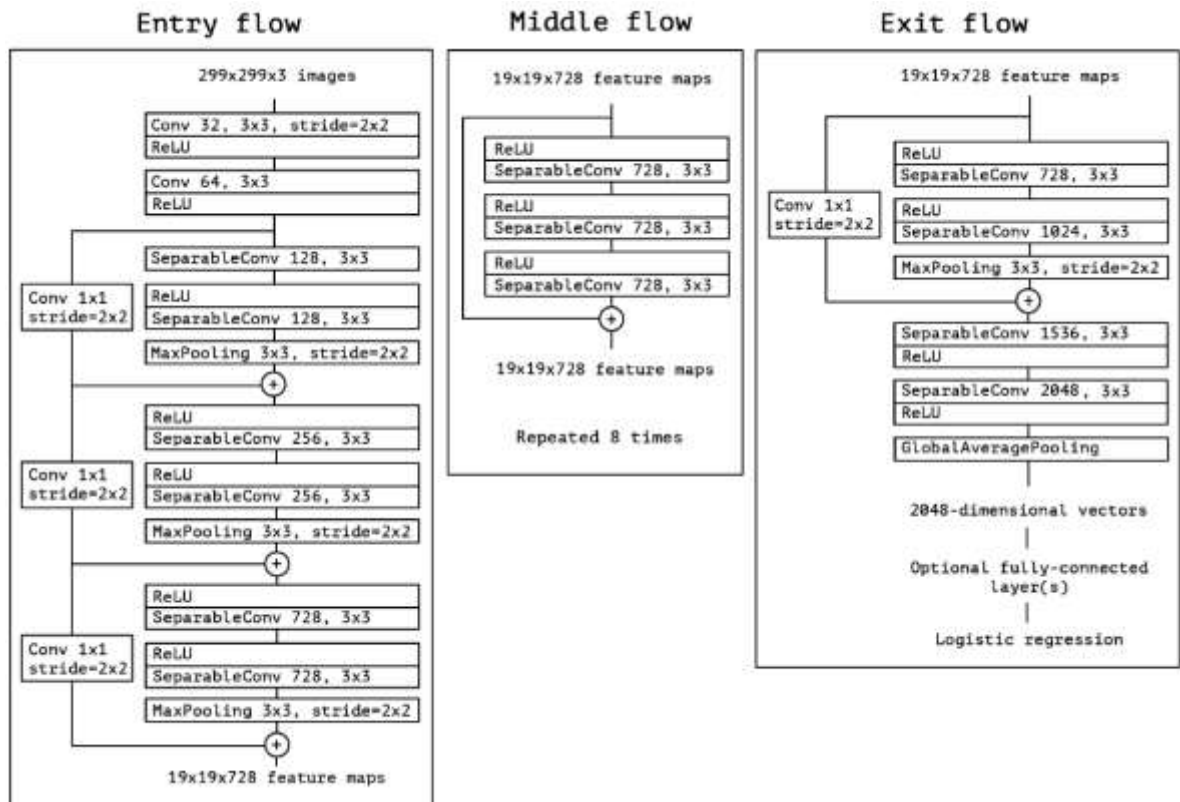 Entry flow
299x299x3 images
Conv 32, 3x3, stride=2x2
ReLU
Conv 64, 3x3
ReLU
SeparableConv 128, 3x3
Conv 1x1
stride=2x2
ReLU
SeparableConv 128, 3x3
MaxPooling 3x3, stride=2x2
+
ReLU
SeparableConv 256, 3x3
Conv 1x1
stride=2x2
ReLU
SeparableConv 256, 3x3
MaxPooling 3x3, stride=2x2
+
ReLU
SeparableConv 728, 3x3
Conv 1x1
stride=2x2
ReLU
SeparableConv 728, 3x3
MaxPooling 3x3, stride=2x2
+
19x19x728 feature maps
Middle flow
19x19x728 feature maps
ReLU
SeparableConv 728, 3x3
ReLU
SeparableConv 728, 3x3
ReLU
SeparableConv 728, 3x3
+
19x19x728 feature maps
Repeated 8 times
Exit flow
19x19x728 feature maps
ReLU
SeparableConv 728, 3x3
Conv 1x1
stride=2x2
ReLU
SeparableConv 1024, 3x3
MaxPooling 3x3, stride=2x2
+
SeparableConv 1536, 3x3
ReLU
SeparableConv 2048, 3x3
ReLU
GlobalAveragePooling
2048-dimensional vectors
Optional fully-connected
layer(s)
Logistic regression